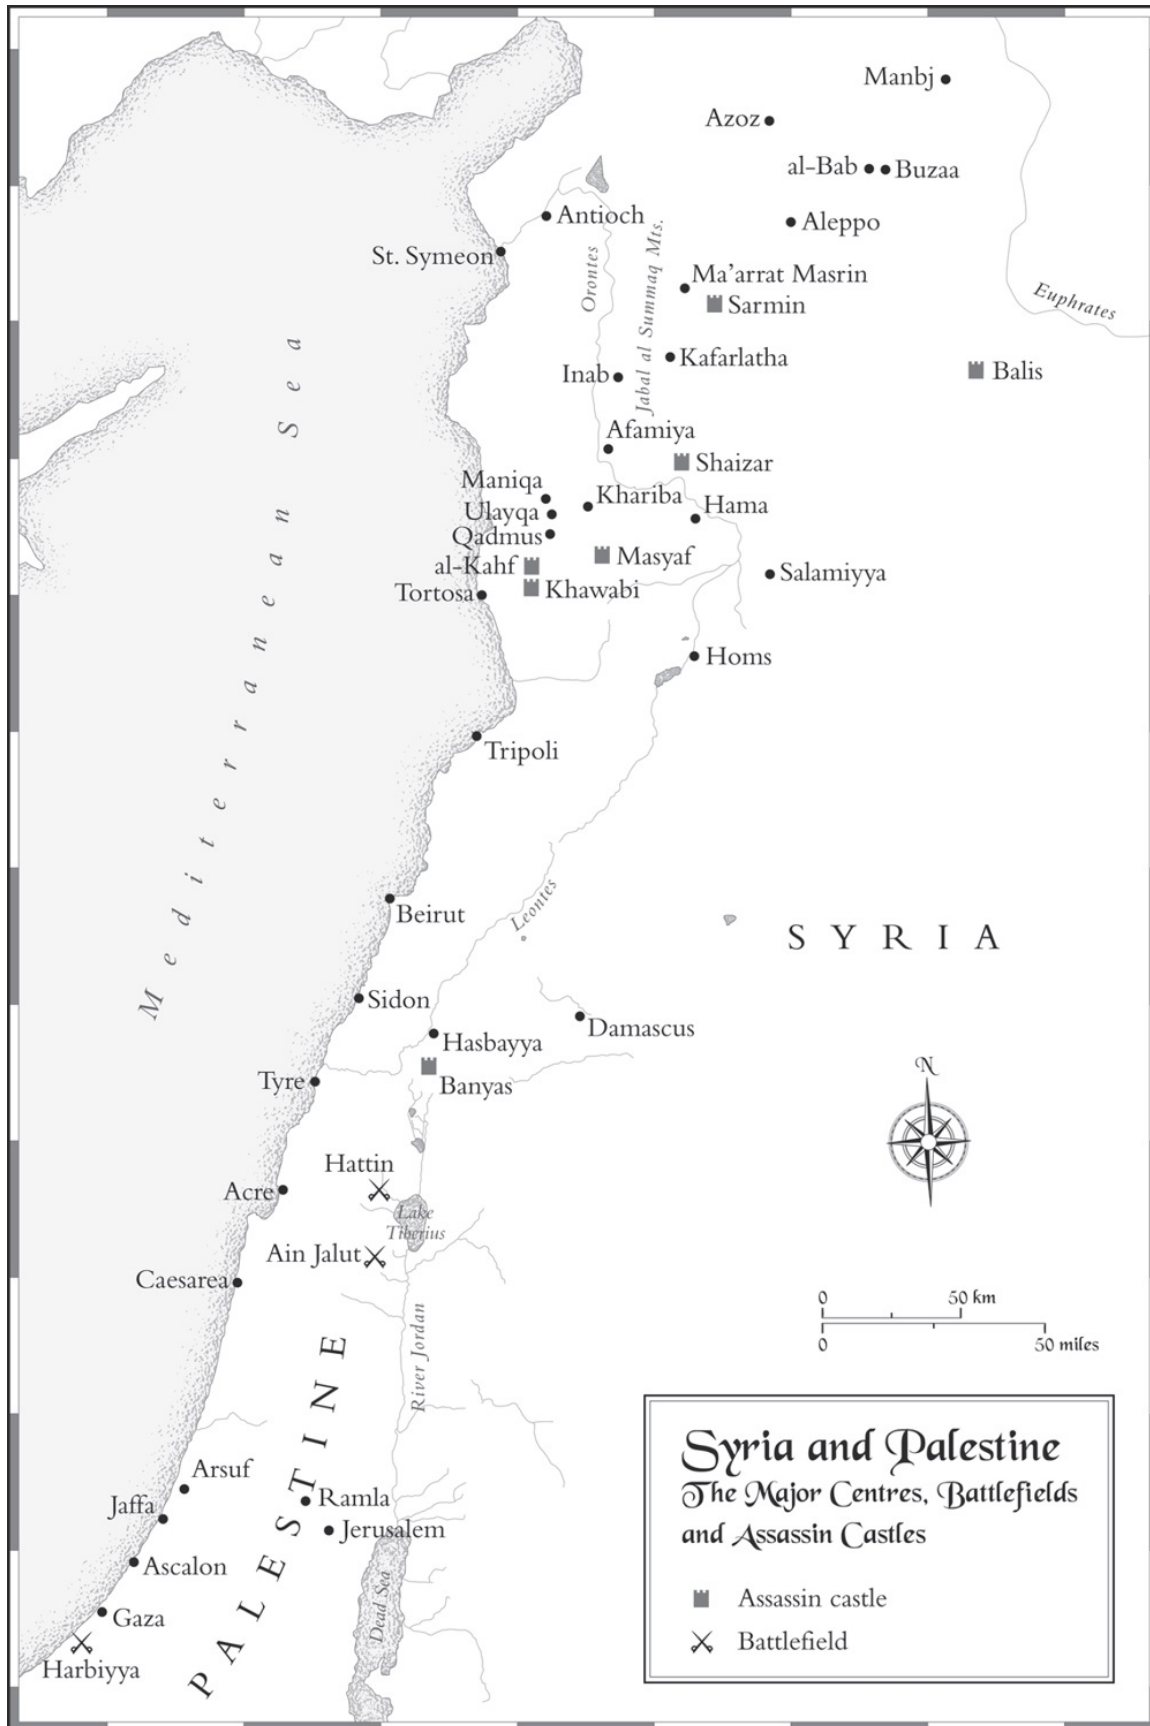 Manbj
Azoz
al-Bab
Buzaa
Antioch
Aleppo
St. Symeon
Orontes
Jabal al Summaq Mts.
Ma'arrat Masrin
Sarmin
Euphrates
Kafarlatha
Inab
Balis
Mediterranean Sea
Afamiya
Shaizar
Maniqa
Khariba
Ulayqa
Hama
Qadmus
Masyaf
al-Kahf
Salamiyya
Khawabi
Tortosa
Homs
Tripoli
Leontes
Beirut
SYRIA
Sidon
Damascus
Hasbayya
Tyre
Banyas
N
Hattin
Acre
Lake
Tiberius
Ain Jalut
Caesarea
0 50 km
0 50 miles
River Jordan
PALESTINE
Arsuf
Ramla
Jaffa
Jerusalem
Ascalon
Dead Sea
Gaza
Harbiyya
Syria and Palestine
The Major Centres, Battlefields
and Assassin Castles
Assassin castle
Battlefield